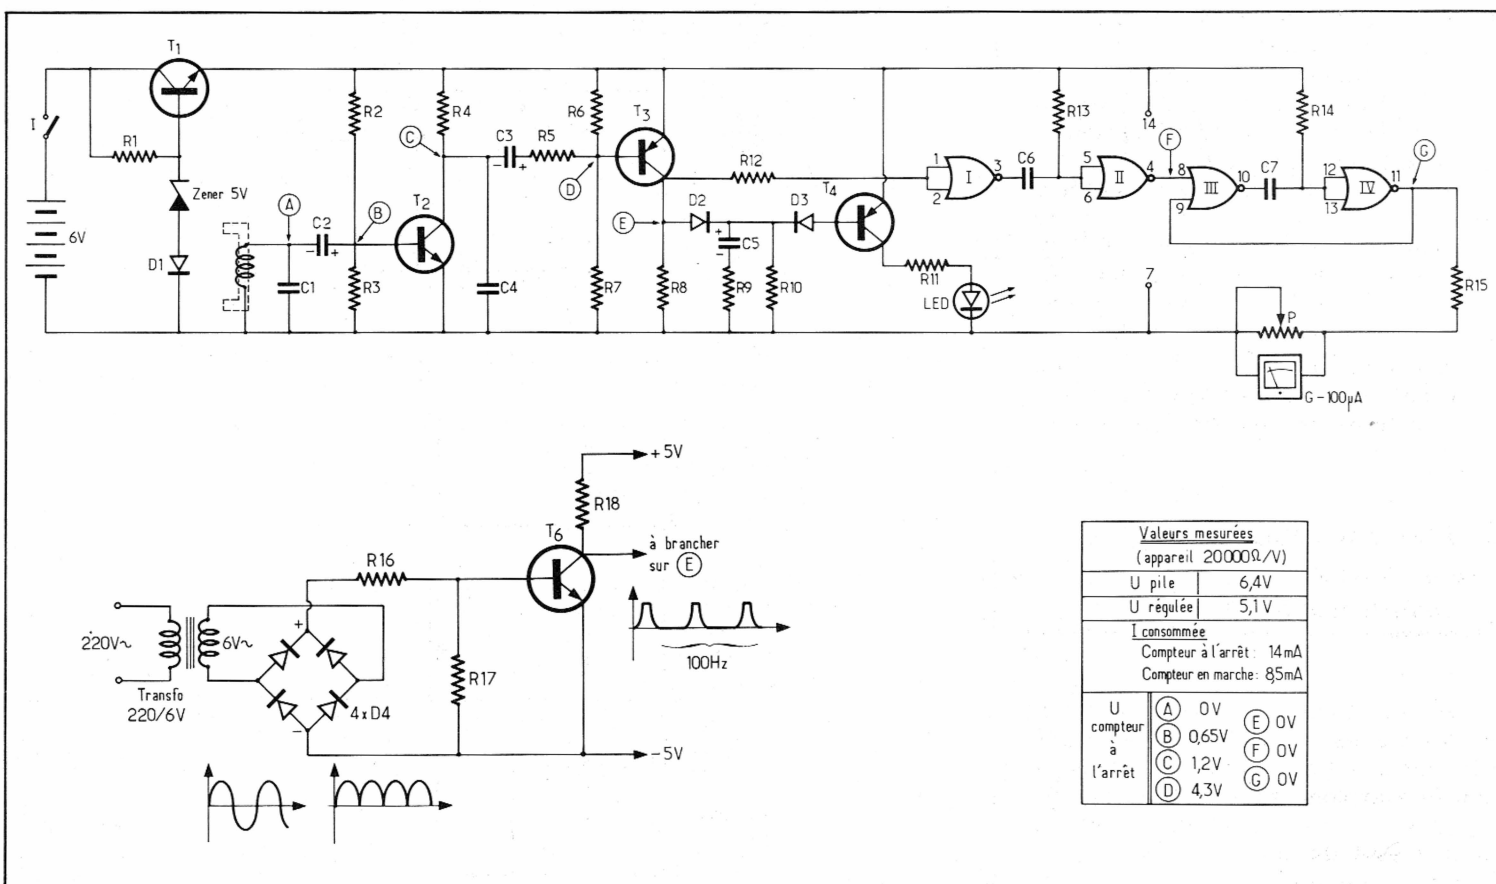 T1
I
R1
Zener 5V
6V
D1
A
C2
B
C1
R2
R3
T2
R4
C
C3
R5
C4
R6
D
T3
E
R7
R8
R12
D2
C5
D3
R9
R10
T4
R11
LED
1
2
I
3
C6
R13
5
6
II
4
14
7
F
8
9
III
10
C7
R14
12
13
IV
11
G
R15
P
G-100µA
+5V
R18
T6
à brancher
sur E
R16
R17
220V~
6V~
Transfo
220/6V
+
-
4xD4
-5V
100Hz
Valeurs mesurées
(appareil 20000Ω/V)
U pile 6,4V
U régulée 5,1V
I consommée
Compteur à l'arrêt: 14mA
Compteur en marche: 8,5mA
U
compteur
à
l'arrêt
A 0V
B 0,65V
C 1,2V
D 4,3V
E 0V
F 0V
G 0V